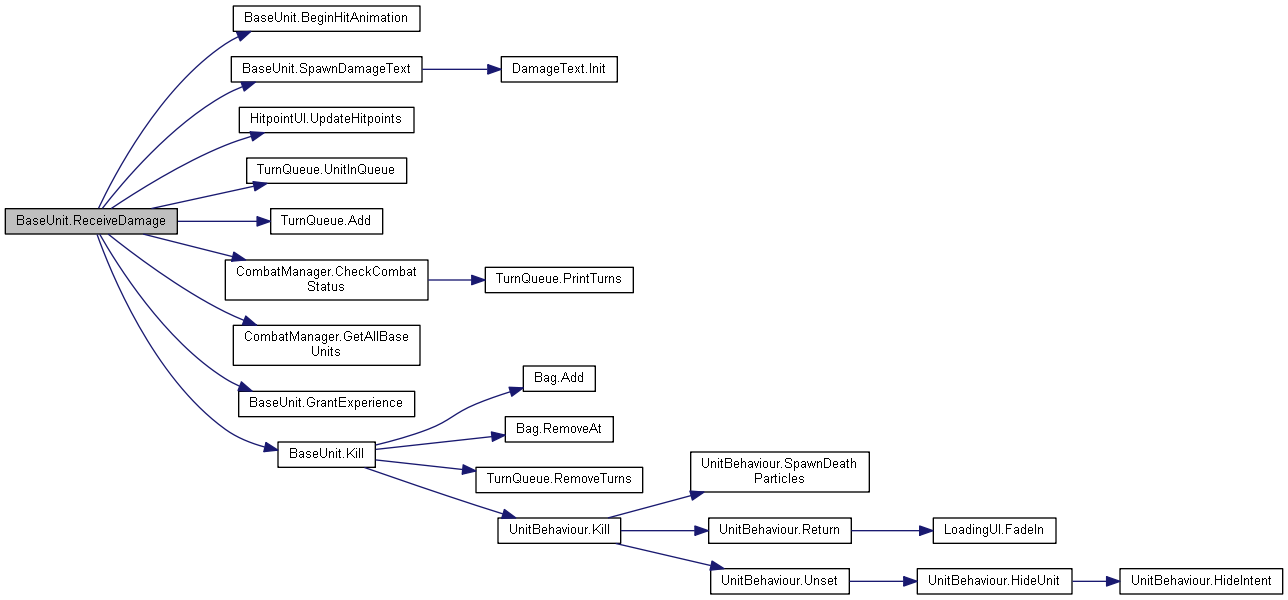 BaseUnit.BeginHitAnimation
BaseUnit.SpawnDamageText
DamageText.Init
HitpointUI.UpdateHitpoints
TurnQueue.UnitInQueue
BaseUnit.ReceiveDamage
TurnQueue.Add
CombatManager.CheckCombat
Status
TurnQueue.PrintTurns
CombatManager.GetAllBase
Units
BaseUnit.GrantExperience
BaseUnit.Kill
Bag.Add
Bag.RemoveAt
TurnQueue.RemoveTurns
UnitBehaviour.Kill
UnitBehaviour.SpawnDeath
Particles
UnitBehaviour.Return
LoadingUI.FadeIn
UnitBehaviour.Unset
UnitBehaviour.HideUnit
UnitBehaviour.HideIntent